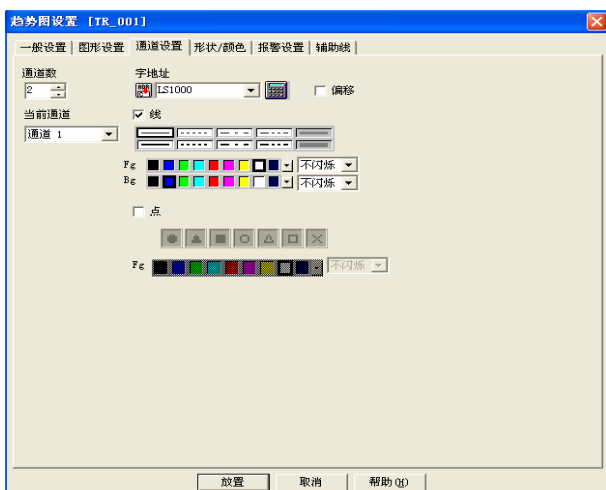 趋势图设置 [TR_001]
一般设置 图形设置 通道设置 形状/颜色 报警设置 辅助线
通道数 字地址
2 LS1000 偏移
当前通道 线
通道 1
Fg 不闪烁
Bg 不闪烁
点
Fg 不闪烁
放置 取消 帮助(H)